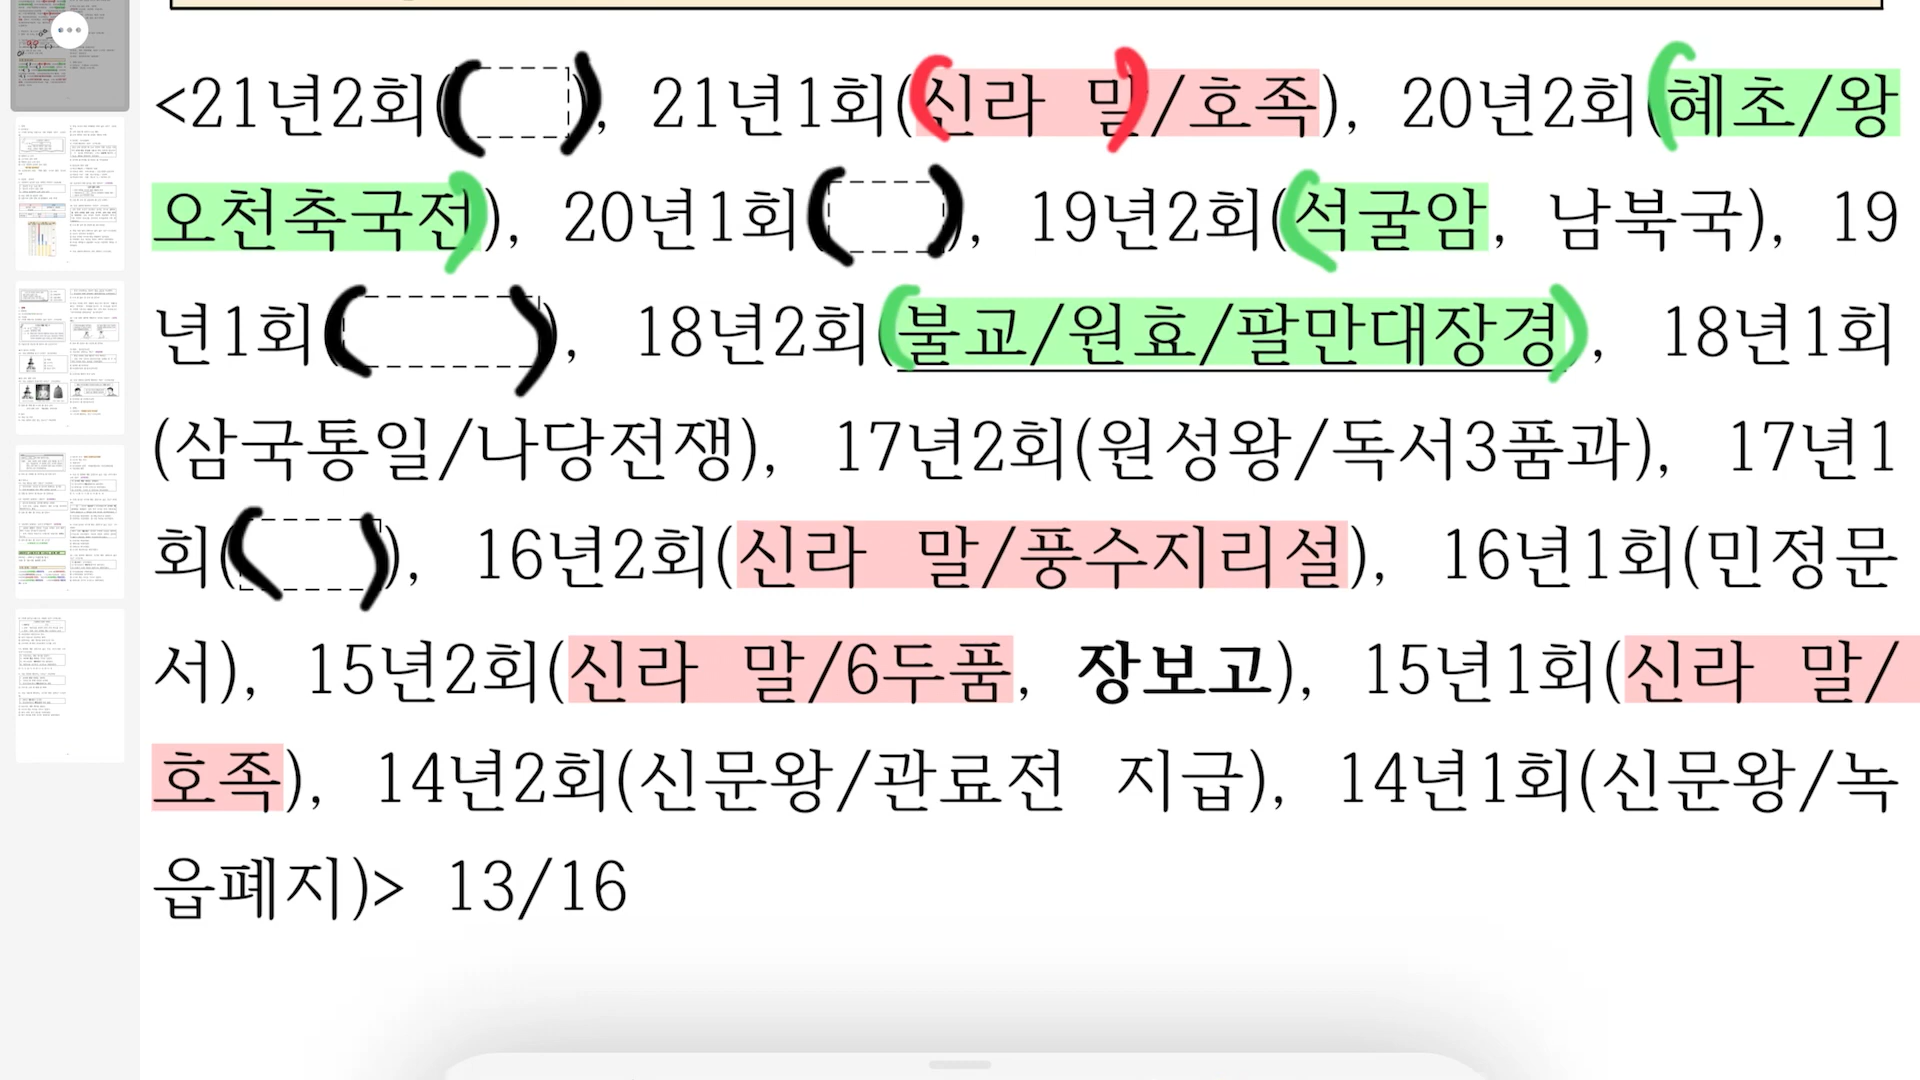 <21년2회( ), 21년1회(신라 말/호족), 20년2회(혜초/왕
오천축국전), 20년1회( ), 19년2회(석굴암, 남북국), 19
년1회( ), 18년2회(불교/원효/팔만대장경), 18년1회
(삼국통일/나당전쟁), 17년2회(원성왕/독서3품과), 17년1
회( ), 16년2회(신라 말/풍수지리설), 16년1회(민정문
서), 15년2회(신라 말/6두품, 장보고), 15년1회(신라 말/
호족), 14년2회(신문왕/관료전 지급), 14년1회(신문왕/녹
읍폐지)> 13/16